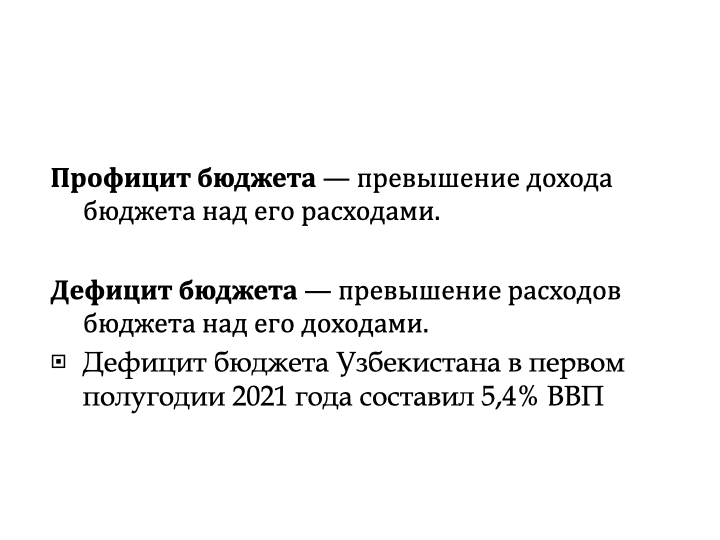 Профицит бюджета — превышение дохода
бюджета над его расходами.
Дефицит бюджета — превышение расходов
бюджета над его доходами.
Дефицит бюджета Узбекистана в первом
полугодии 2021 года составил 5,4% ВВП